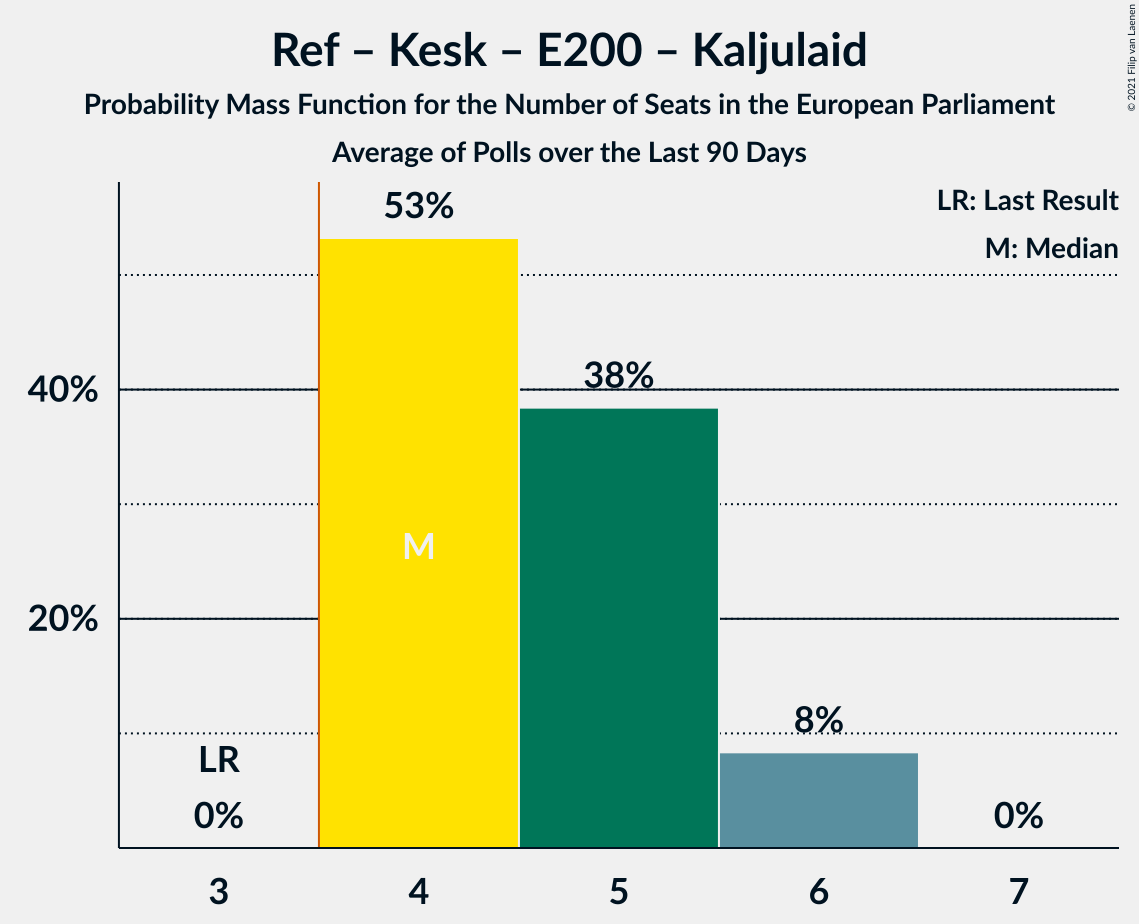 Ref – Kesk – E200 – Kaljulaid
Probability Mass Function for the Number of Seats in the European Parliament
Average of Polls over the Last 90 Days
© 2021 Filip van Laenen
LR: Last Result
M: Median
53%
40%
38%
M
20%
8%
LR
0%
0%
3 4 5 6 7